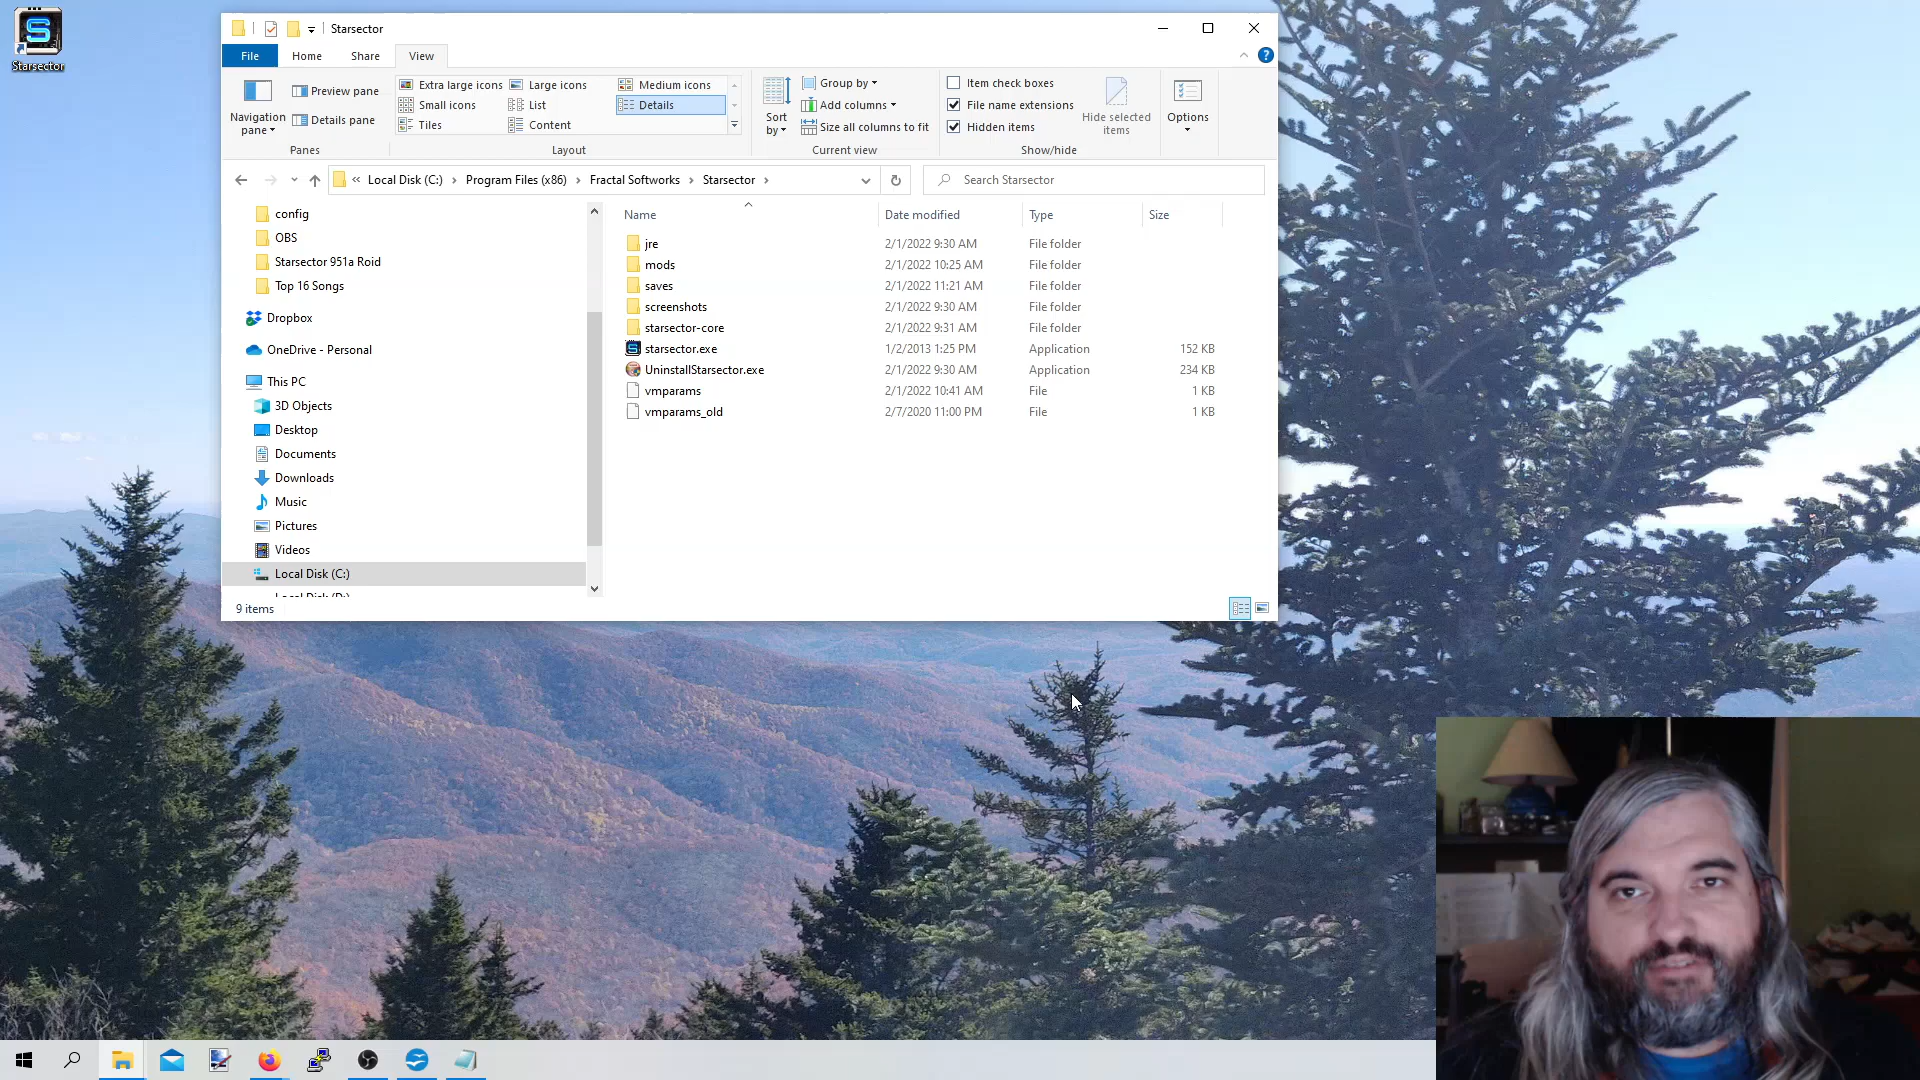 Starsector
Starsector
File
Home
Share
View
Navigation pane
Preview pane
Details pane
Panes
Extra large icons
Large icons
Medium icons
Small icons
List
Details
Tiles
Content
Layout
Sort by
Group by
Add columns
Size all columns to fit
Current view
Item check boxes
File name extensions
Hidden items
Hide selected items
Show/hide
Options
« Local Disk (C:) › Program Files (x86) › Fractal Softworks › Starsector ›
Search Starsector
config
OBS
Starsector 951a Roid
Top 16 Songs
Dropbox
OneDrive - Personal
This PC
3D Objects
Desktop
Documents
Downloads
Music
Pictures
Videos
Local Disk (C:)
Local Disk (D:)
Name Date modified Type Size
jre 2/1/2022 9:30 AM File folder
mods 2/1/2022 10:25 AM File folder
saves 2/1/2022 11:21 AM File folder
screenshots 2/1/2022 9:30 AM File folder
starsector-core 2/1/2022 9:31 AM File folder
starsector.exe 1/2/2013 1:25 PM Application 152 KB
UninstallStarsector.exe 2/1/2022 9:30 AM Application 234 KB
vmparams 2/1/2022 10:41 AM File 1 KB
vmparams_old 2/7/2020 11:00 PM File 1 KB
9 items